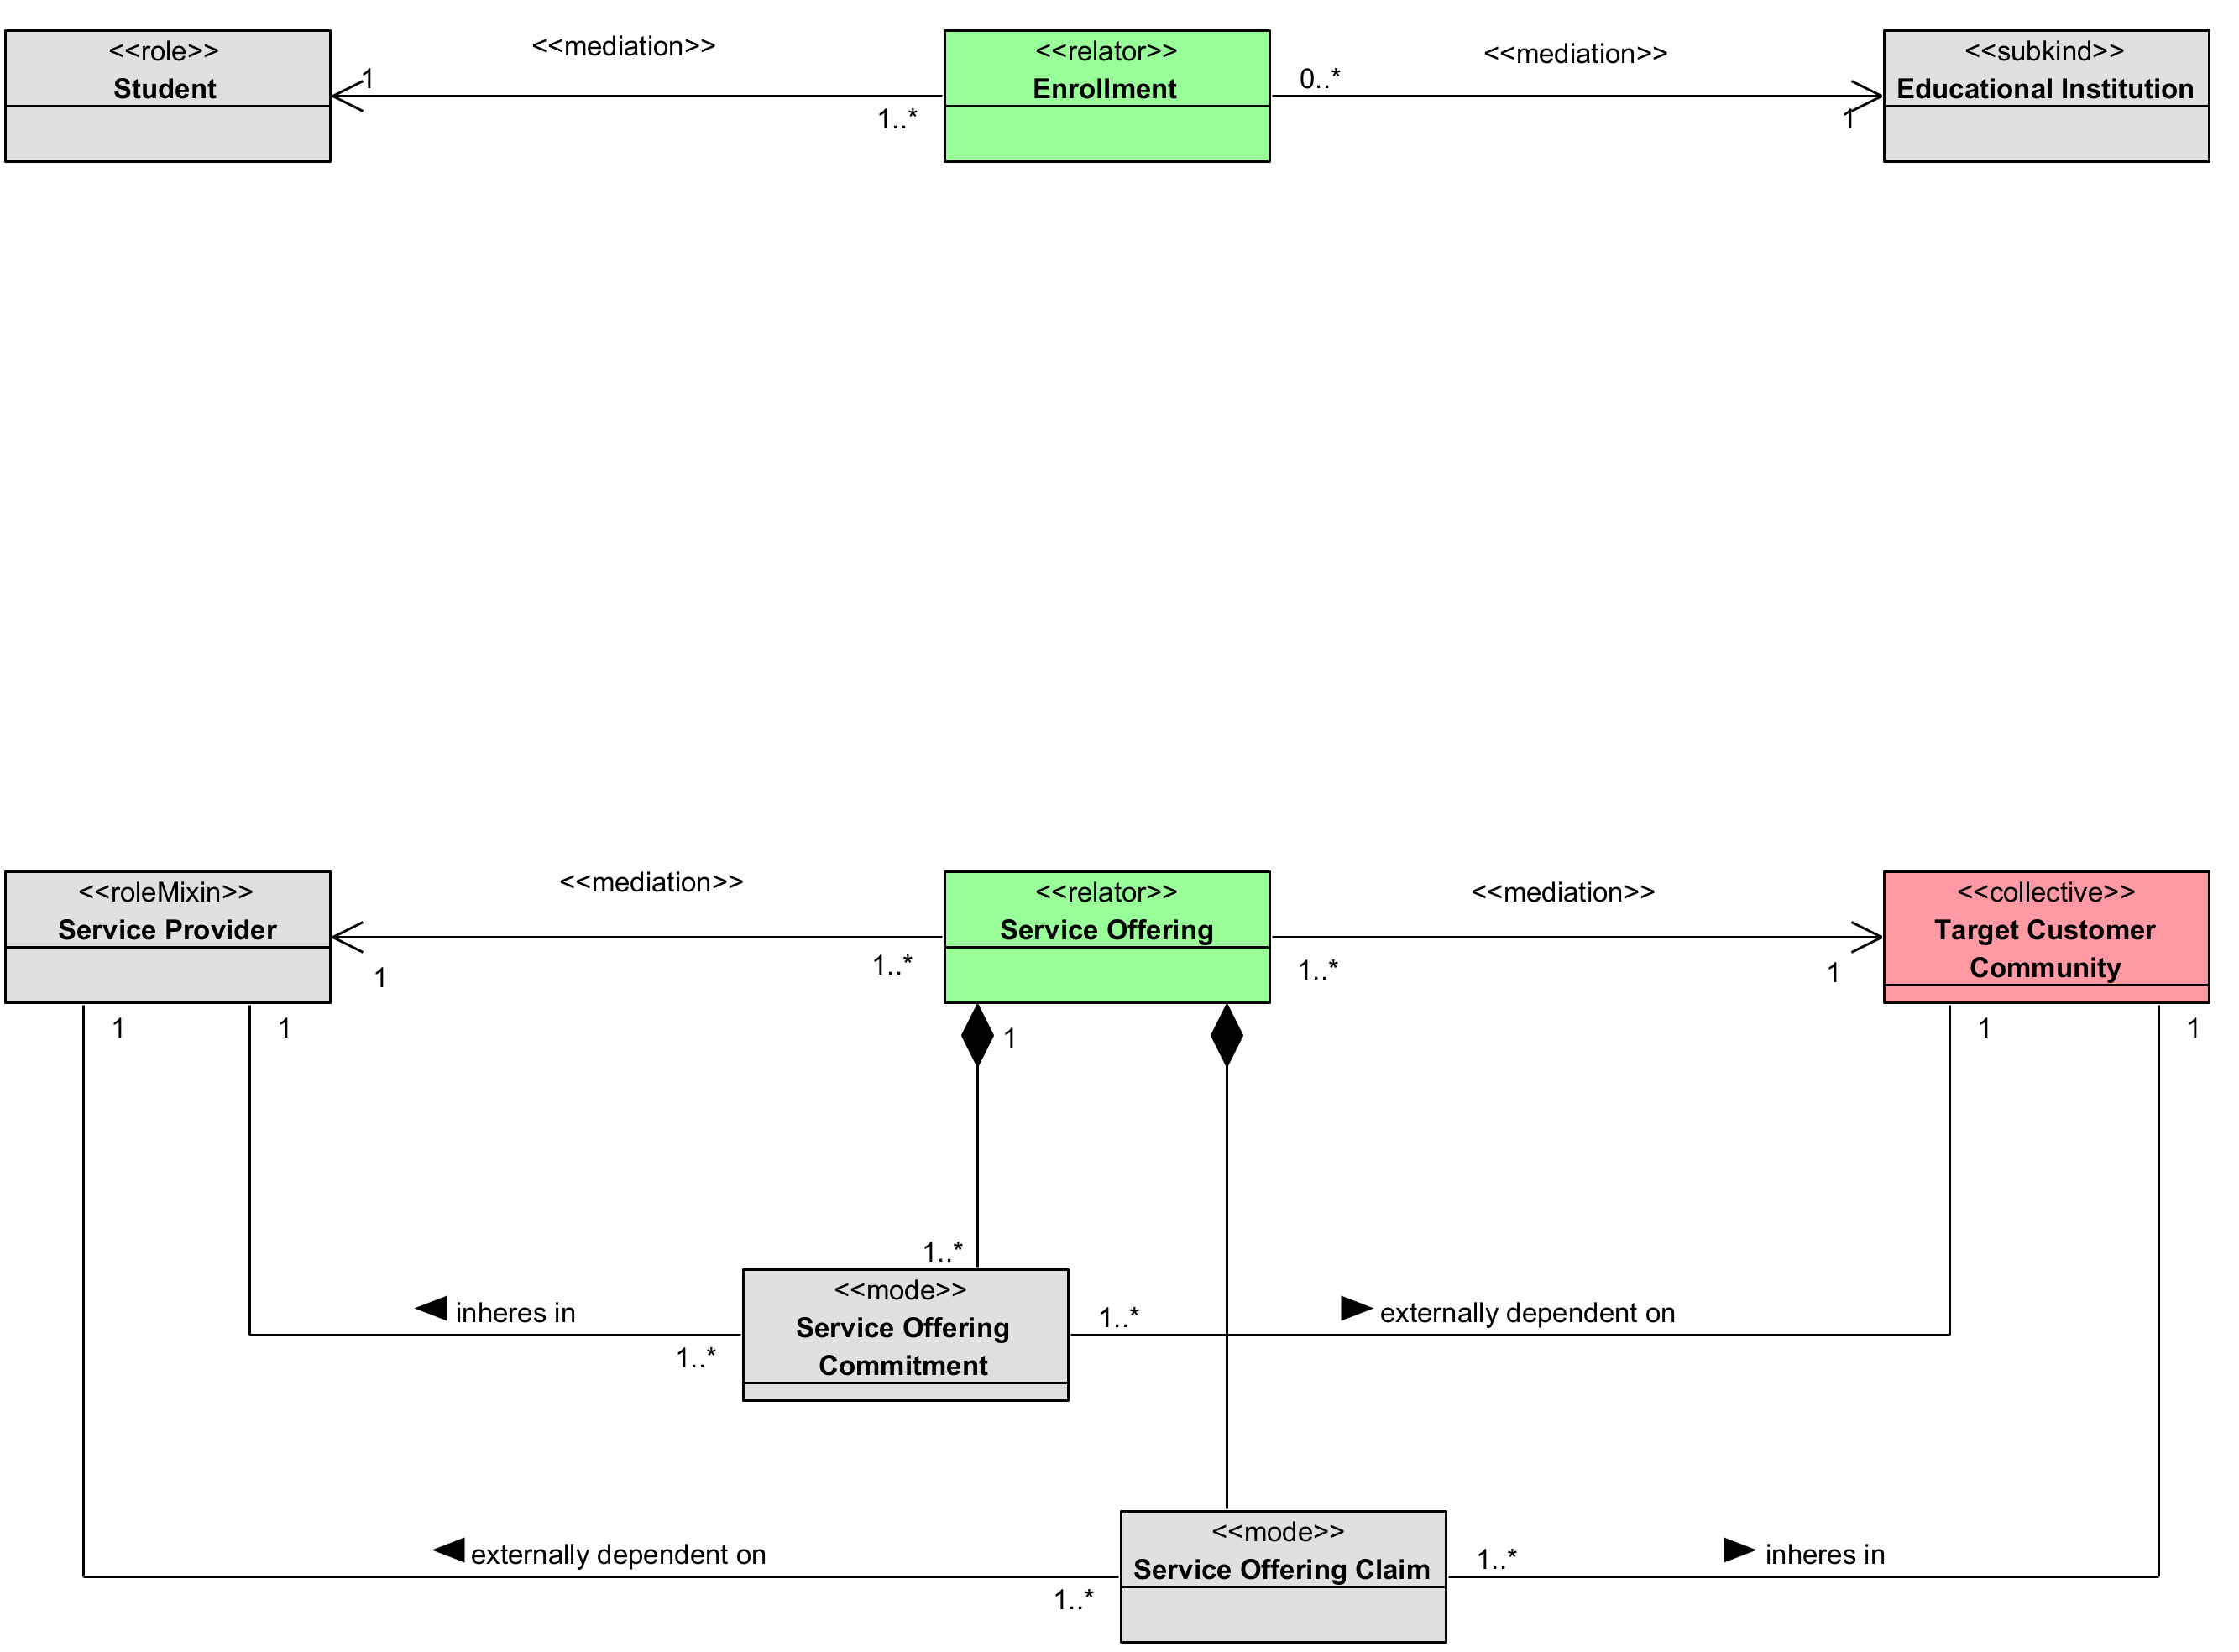 <<role>>
Student
<<mediation>>
1
1..*
<<relator>>
Enrollment
<<mediation>>
0..*
1
<<subkind>>
Educational Institution
<<roleMixin>>
Service Provider
<<mediation>>
1
1..*
<<relator>>
Service Offering
<<mediation>>
1..*
1
<<collective>>
Target Customer
Community
1
1
1
1
1
1..*
<<mode>>
Service Offering
Commitment
inheres in
1..*
1..*
externally dependent on
<<mode>>
Service Offering Claim
externally dependent on
1..*
1..*
inheres in